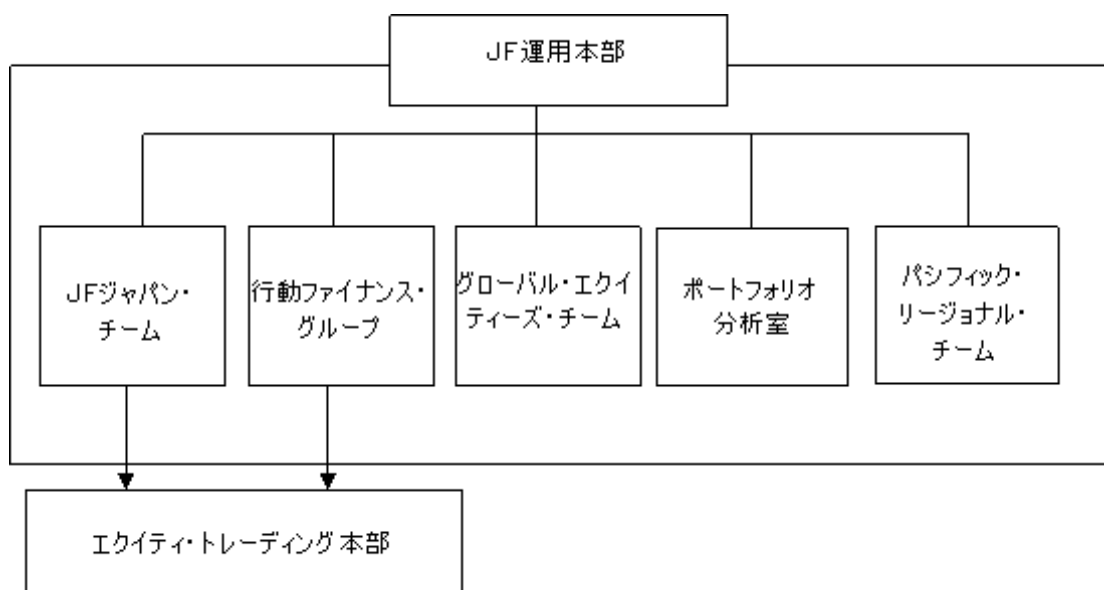 JF運用本部
JFジャパン・
チーム
行動ファイナンス・
グループ
グローバル・エクイ
ティーズ・チーム
ポートフォリオ
分析室
パシフィック・
リージョナル・
チーム
エクイティ・トレーディング本部